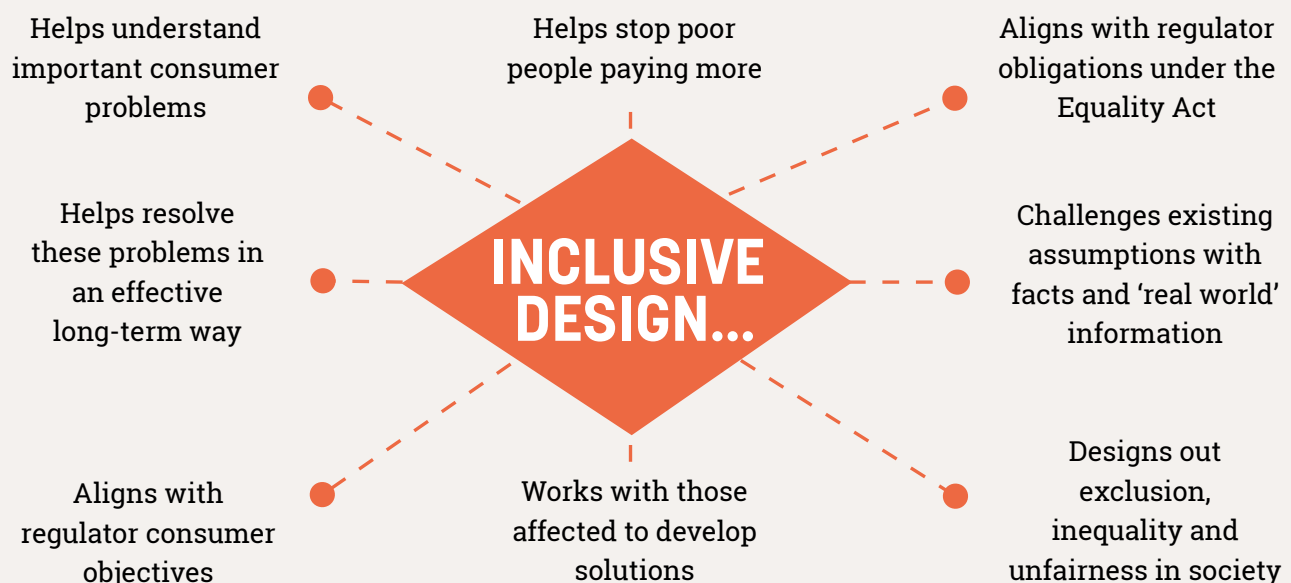 Helps understand
important consumer
problems
Helps stop poor
people paying more
Aligns with regulator
obligations under the
Equality Act
Helps resolve
these problems in
an effective
long-term way
INCLUSIVE
DESIGN...
Challenges existing
assumptions with
facts and ‘real world’
information
Aligns with
regulator consumer
objectives
Works with those
affected to develop
solutions
Designs out
exclusion,
inequality and
unfairness in society